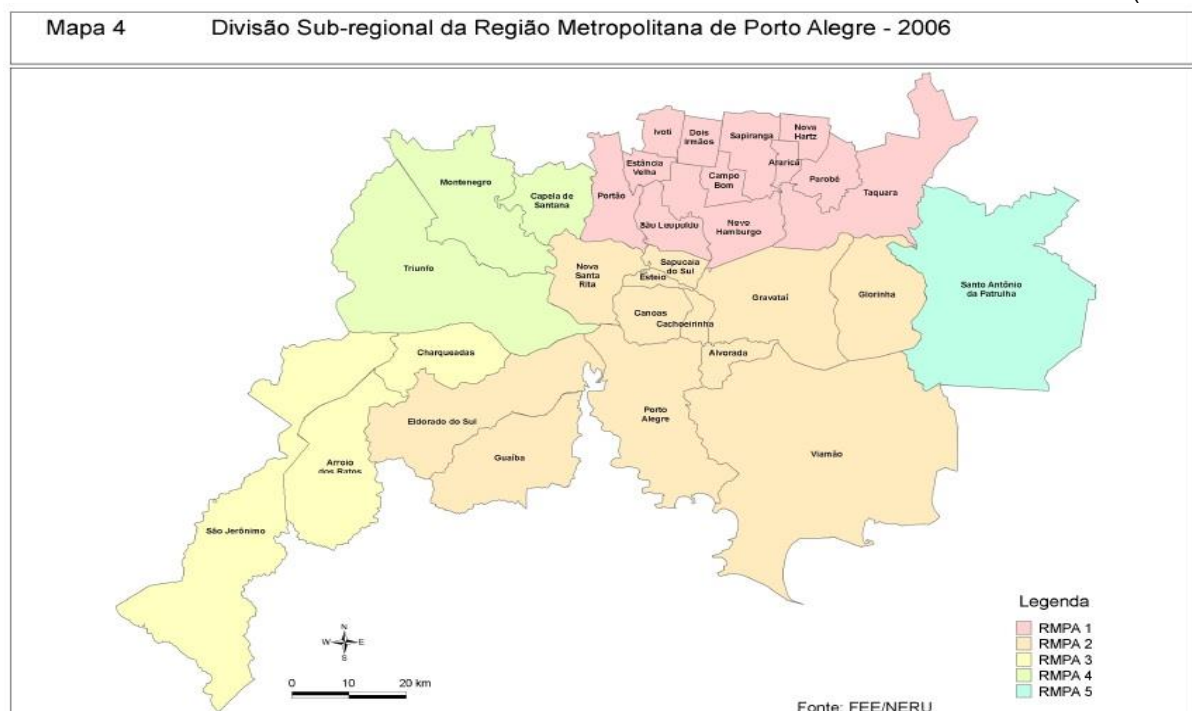 Mapa 4 Divisão Sub-regional da Região Metropolitana de Porto Alegre - 2006
Ivoti
Dois
Irmãos
Sapiranga
Nova
Hartz
Estância
Velha
Campo
Bom
Araricá
Parobé
Taquara
Portão
São Leopoldo
Novo
Hamburgo
Montenegro
Capela de
Santana
Triunfo
Nova
Santa
Rita
Sapucaia
do Sul
Esteio
Canoas
Cachoeirinha
Gravataí
Glorinha
Santo Antônio
da Patrulha
Alvorada
Charqueadas
Eldorado do Sul
Guaíba
Porto
Alegre
Viamão
Arroio
dos Ratos
São Jerônimo
N
W E
S
0 10 20 km
Legenda
RMPA 1
RMPA 2
RMPA 3
RMPA 4
RMPA 5
Fonte: FEE/NERU